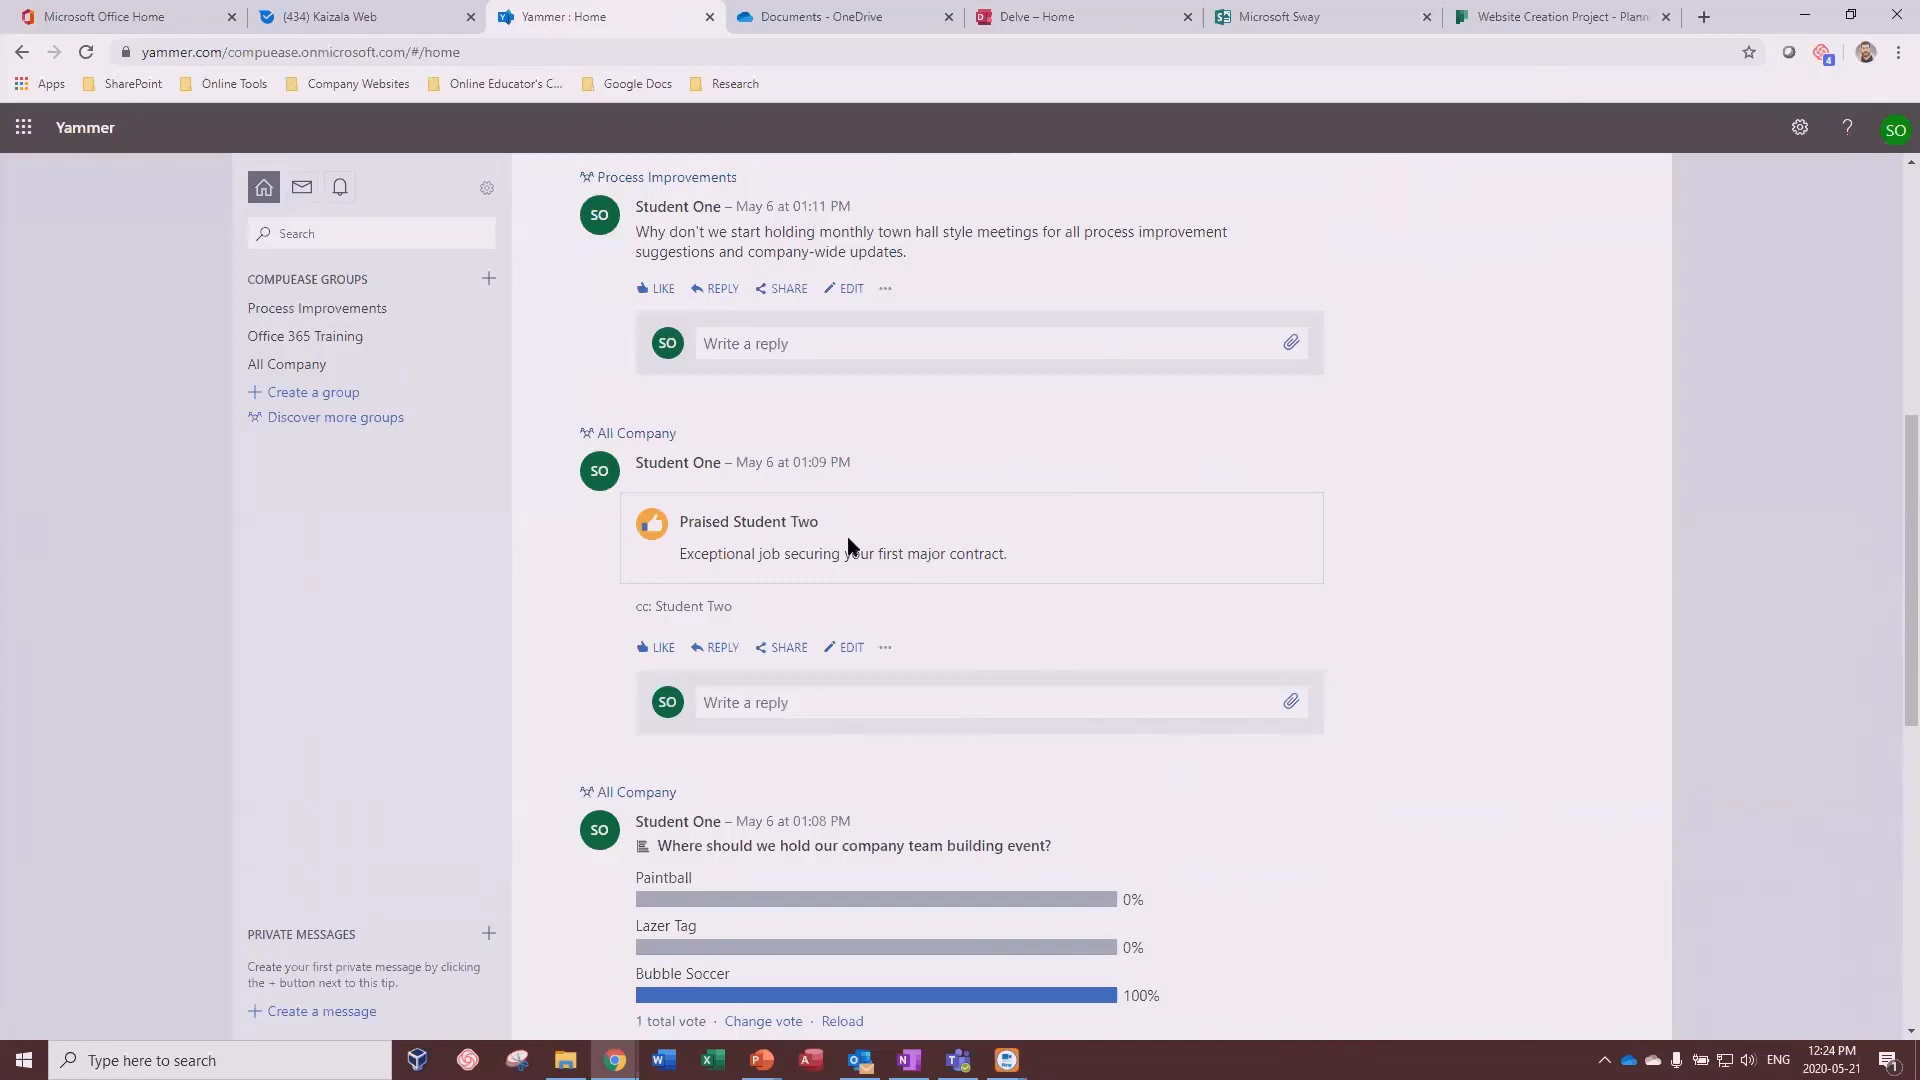 Microsoft Office Home
(434) Kaizala Web
Yammer : Home
Documents - OneDrive
Delve – Home
Microsoft Sway
Website Creation Project - Plann
yammer.com/compuease.onmicrosoft.com/#/home
4
Apps
SharePoint
Online Tools
Company Websites
Online Educator's C...
Google Docs
Research
Yammer
?
SO
Search
COMPUEASE GROUPS
Process Improvements
Office 365 Training
All Company
Create a group
Discover more groups
PRIVATE MESSAGES
Create your first private message by clicking
the + button next to this tip.
Create a message
Process Improvements
SO
Student One – May 6 at 01:11 PM
Why don't we start holding monthly town hall style meetings for all process improvement
suggestions and company-wide updates.
LIKE REPLY SHARE EDIT ...
SO
Write a reply
All Company
SO
Student One – May 6 at 01:09 PM
Praised Student Two
Exceptional job securing your first major contract.
cc: Student Two
LIKE REPLY SHARE EDIT ...
SO
Write a reply
All Company
SO
Student One – May 6 at 01:08 PM
Where should we hold our company team building event?
Paintball
0%
Lazer Tag
0%
Bubble Soccer
100%
1 total vote · Change vote · Reload
Type here to search
ENG
12:24 PM
2020-05-21
1